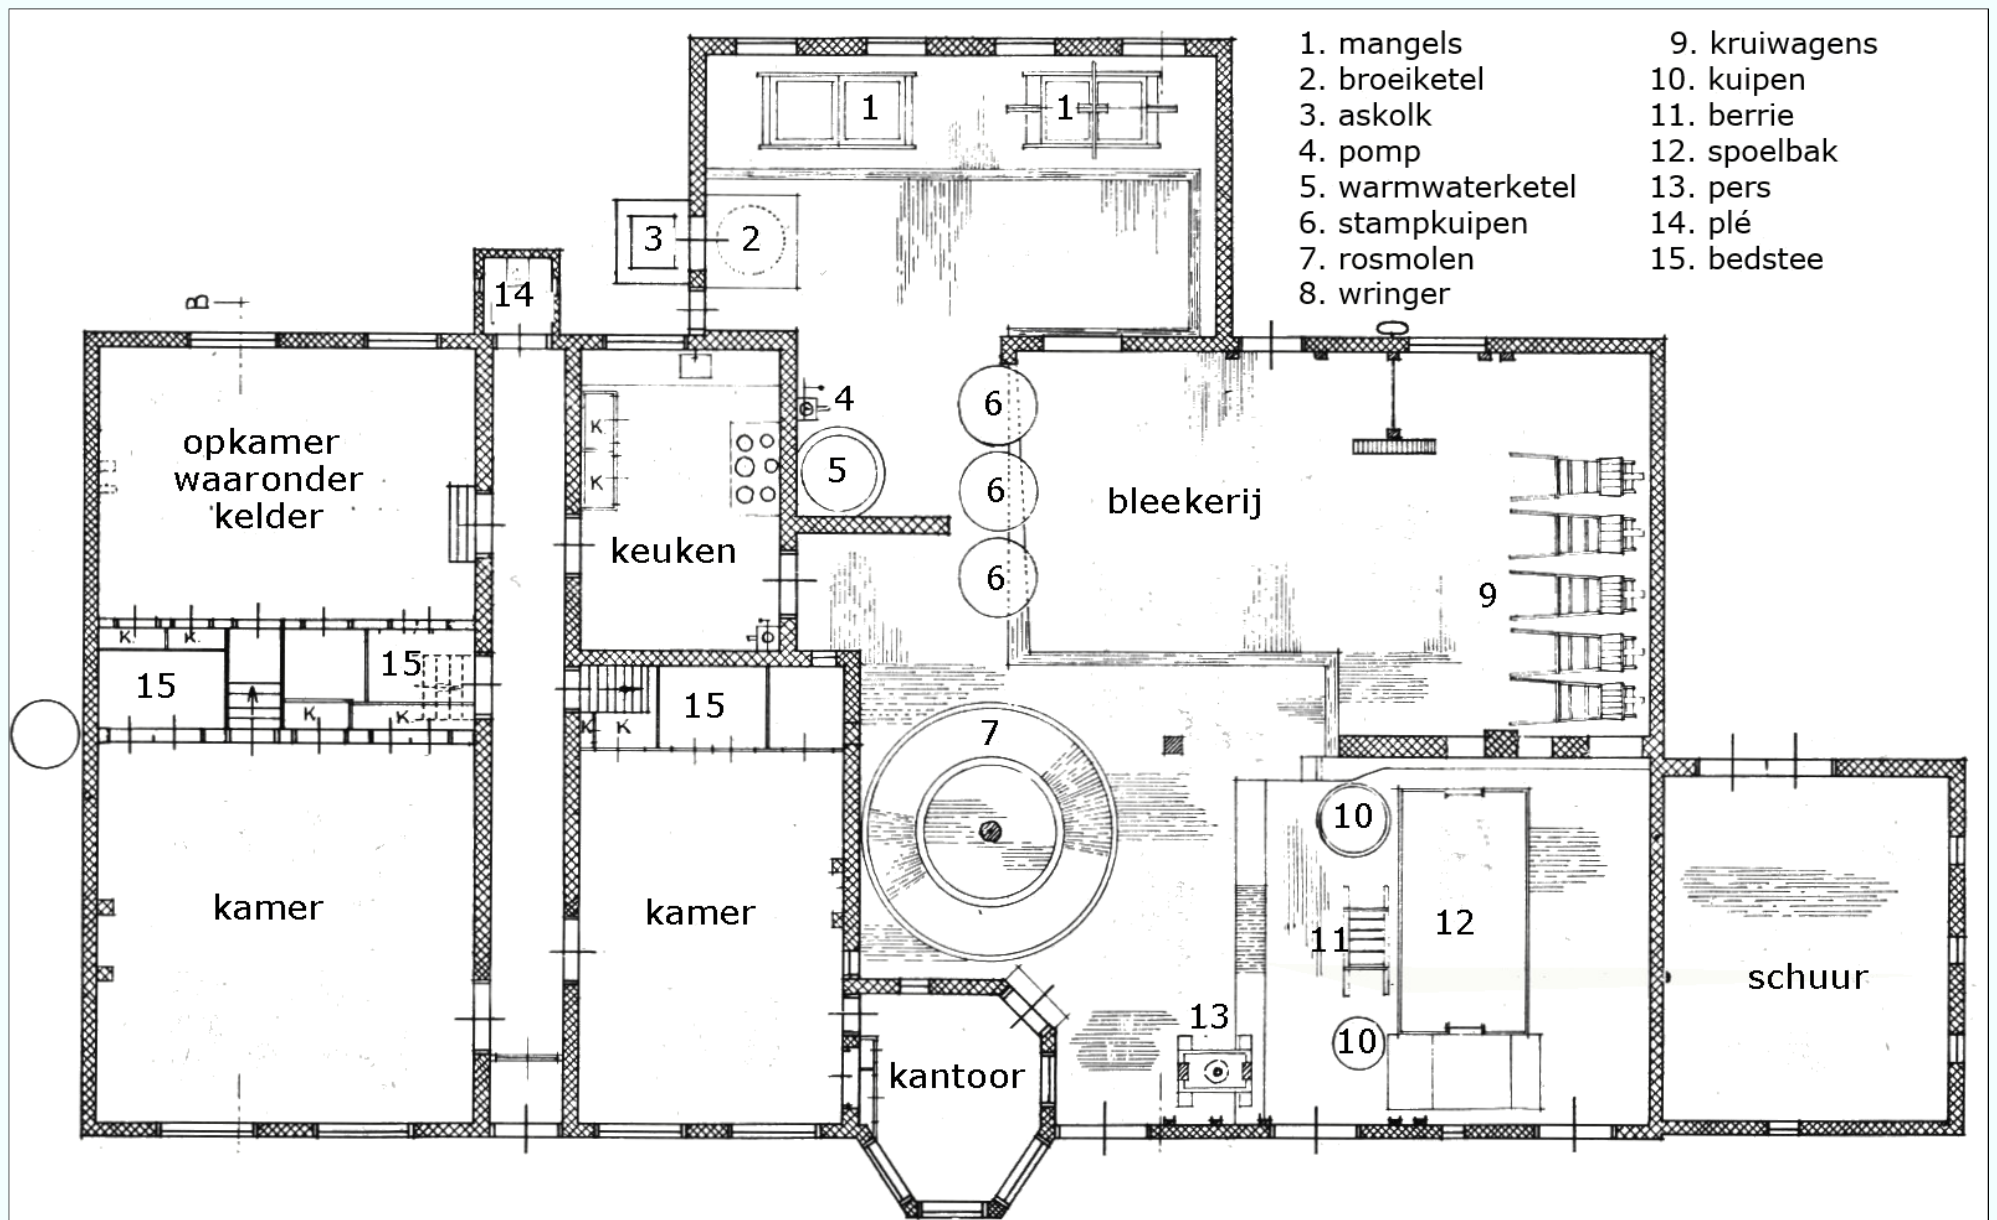 1. mangels
2. broeiketel
3. askolk
4. pomp
5. warmwaterketel
6. stampkuipen
7. rosmolen
8. wringer
9. kruiwagens
10. kuipen
11. berrie
12. spoelbak
13. pers
14. plé
15. bedstee
1
1
3
2
14
B
4
6
opkamer
waaronder
kelder
K
5
6
bleekerij
K
keuken
6
9
K.
K.
15
15
15
K
K
K
K
7
10
kamer
kamer
11
12
schuur
13
10
kantoor